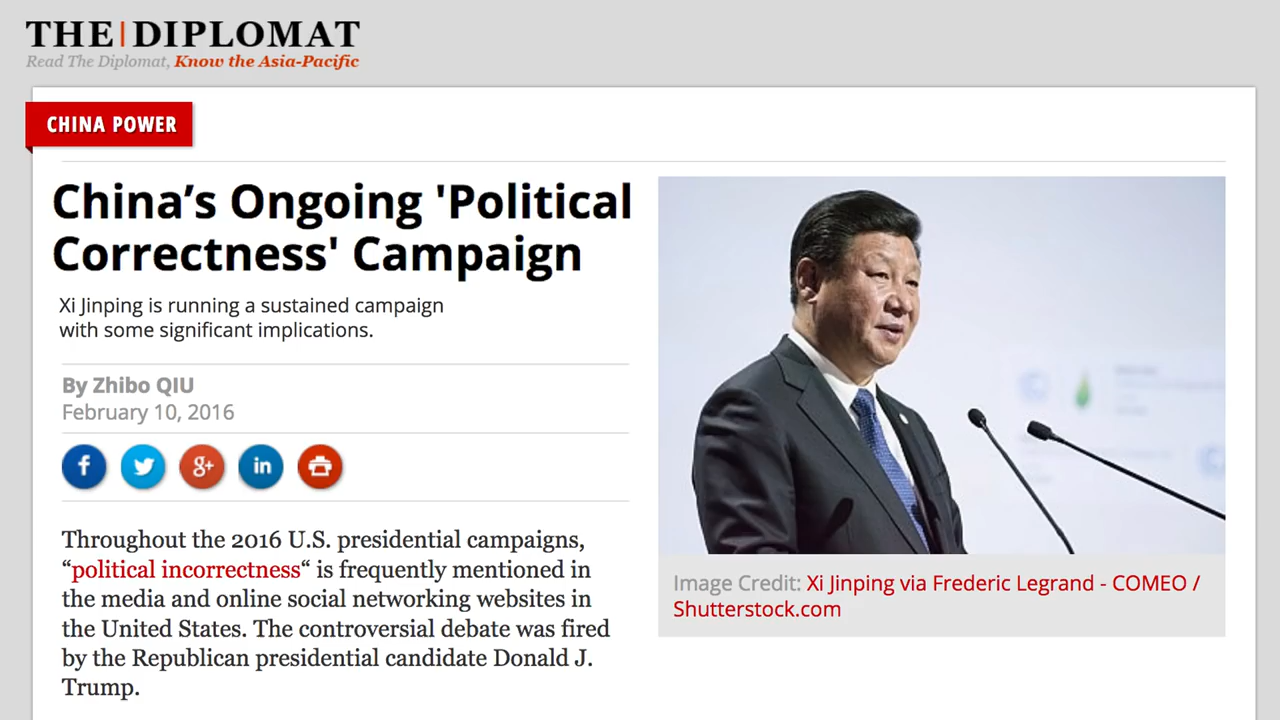 THE|DIPLOMAT
Read The Diplomat, Know the Asia-Pacific
CHINA POWER
China’s Ongoing 'Political
Correctness' Campaign
Xi Jinping is running a sustained campaign
with some significant implications.
By Zhibo QIU
February 10, 2016
f
g+
in
Throughout the 2016 U.S. presidential campaigns,
“political incorrectness“ is frequently mentioned in
the media and online social networking websites in
the United States. The controversial debate was fired
by the Republican presidential candidate Donald J.
Trump.
Image Credit: Xi Jinping via Frederic Legrand - COMEO /
Shutterstock.com